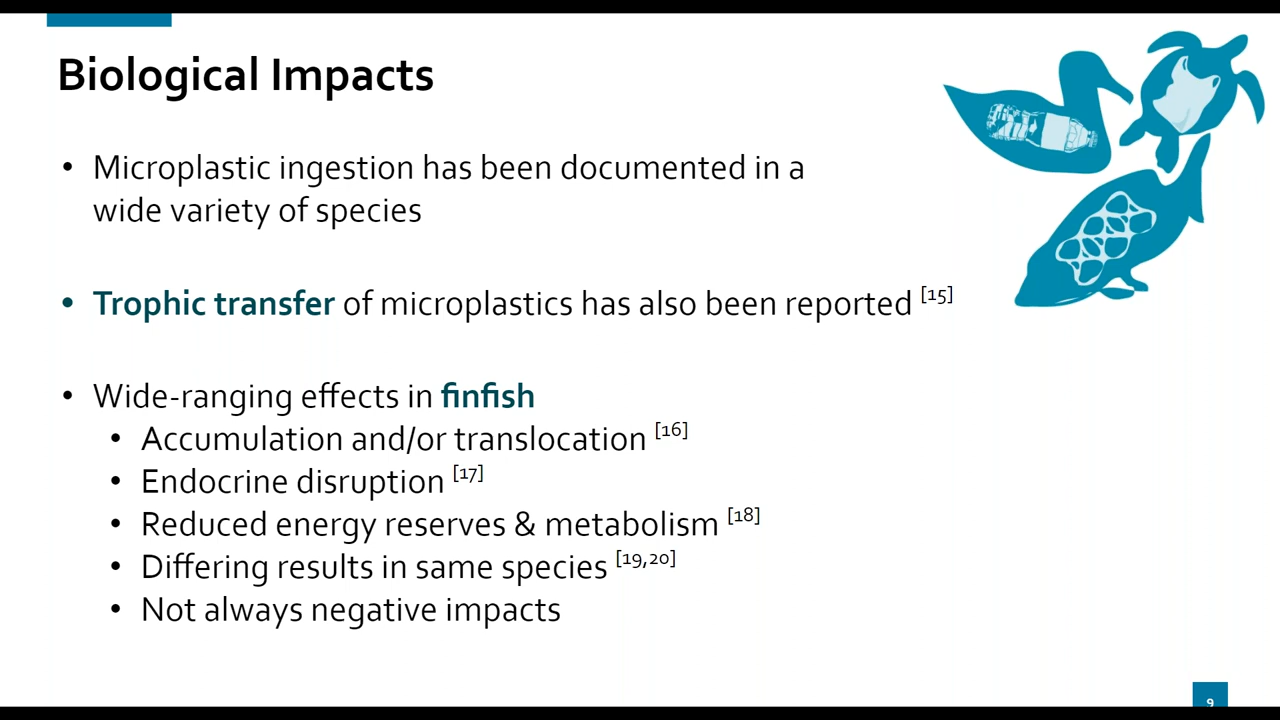 Biological Impacts
• Microplastic ingestion has been documented in a
wide variety of species
• Trophic transfer of microplastics has also been reported [15]
• Wide-ranging effects in finfish
• Accumulation and/or translocation [16]
• Endocrine disruption [17]
• Reduced energy reserves & metabolism [18]
• Differing results in same species [19,20]
• Not always negative impacts
9